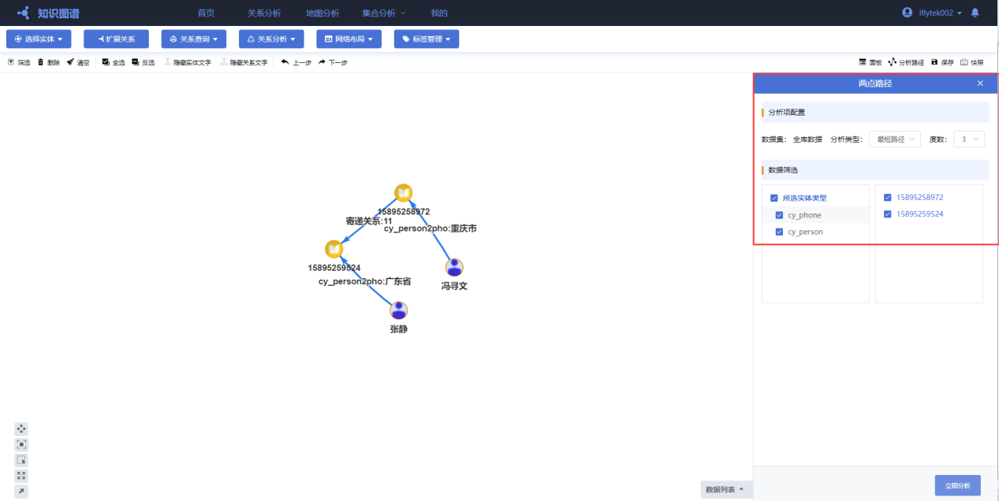 知识图谱 首页 关系分析 地图分析 集合分析 我的 iflytek002
选择实体 扩展关系 关系查询 关系分析 网络布局 标签管理
筛选 删除 清空 全选 反选 隐藏实体文字 隐藏关系文字 上一步 下一步 面板 分析路径 保存 快照
两点路径
分析项配置
数据集: 全库数据 分析类型: 最短路径 度数: 3
数据筛选
所选实体类型 15895258972
cy_phone 15895259524
cy_person
15895258972
寄递关系:11
cy_person2pho:重庆市
15895259524
cy_person2pho:广东省
冯寻文
张静
数据列表
立即分析